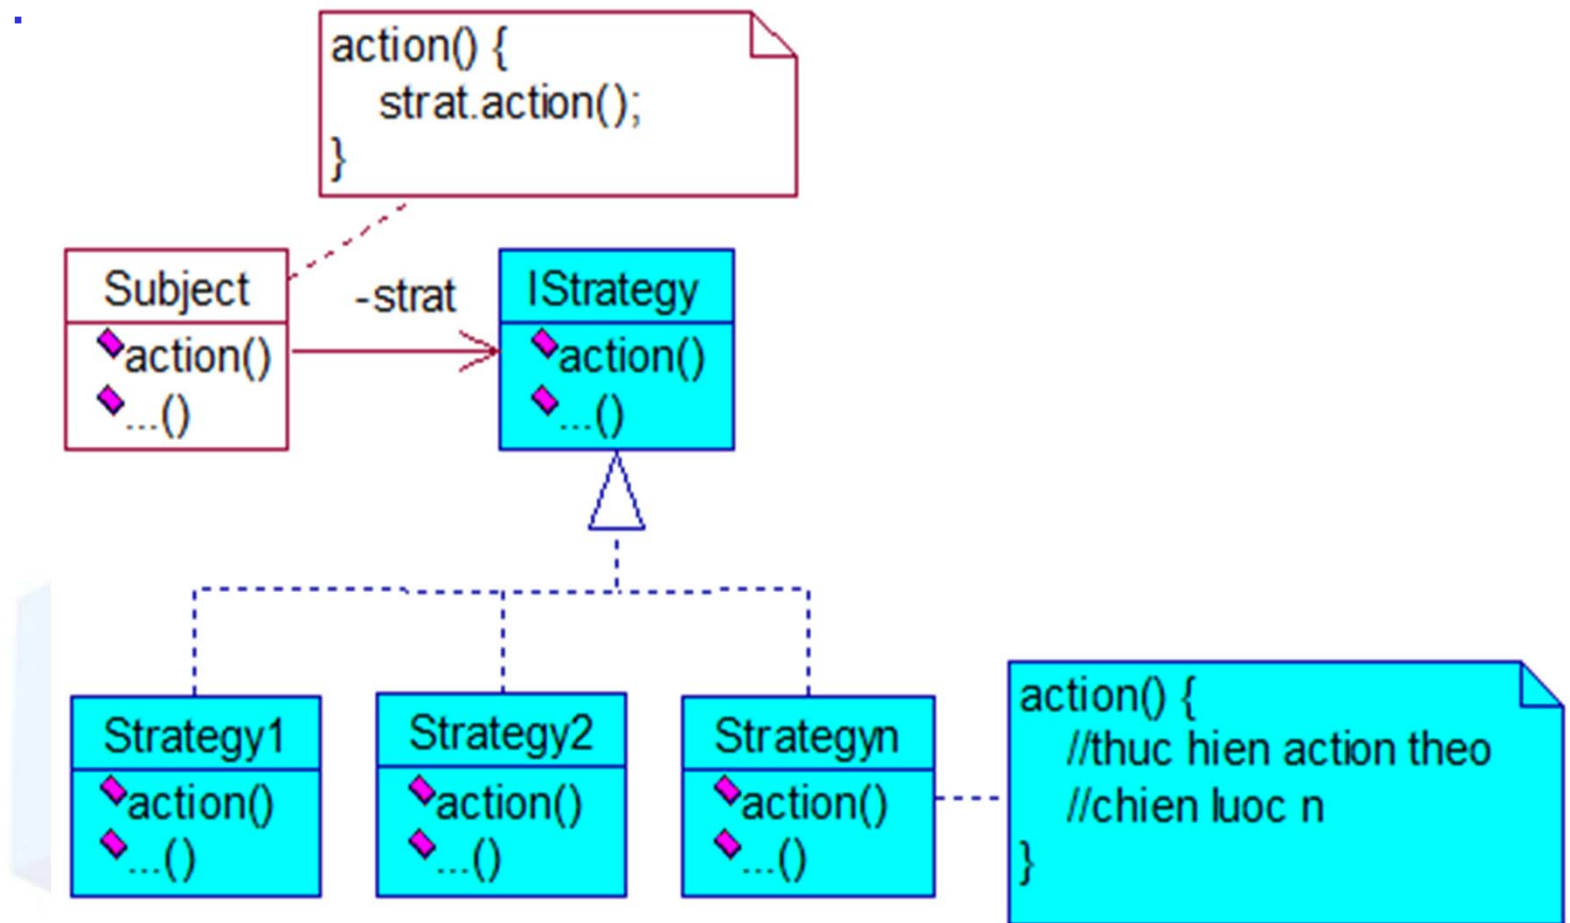 action() {
strat.action();
}
Subject
action()
...()
-strat
IStrategy
action()
...()
Strategy1
action()
...()
Strategy2
action()
...()
Strategyn
action()
...()
action() {
//thuc hien action theo
//chien luoc n
}